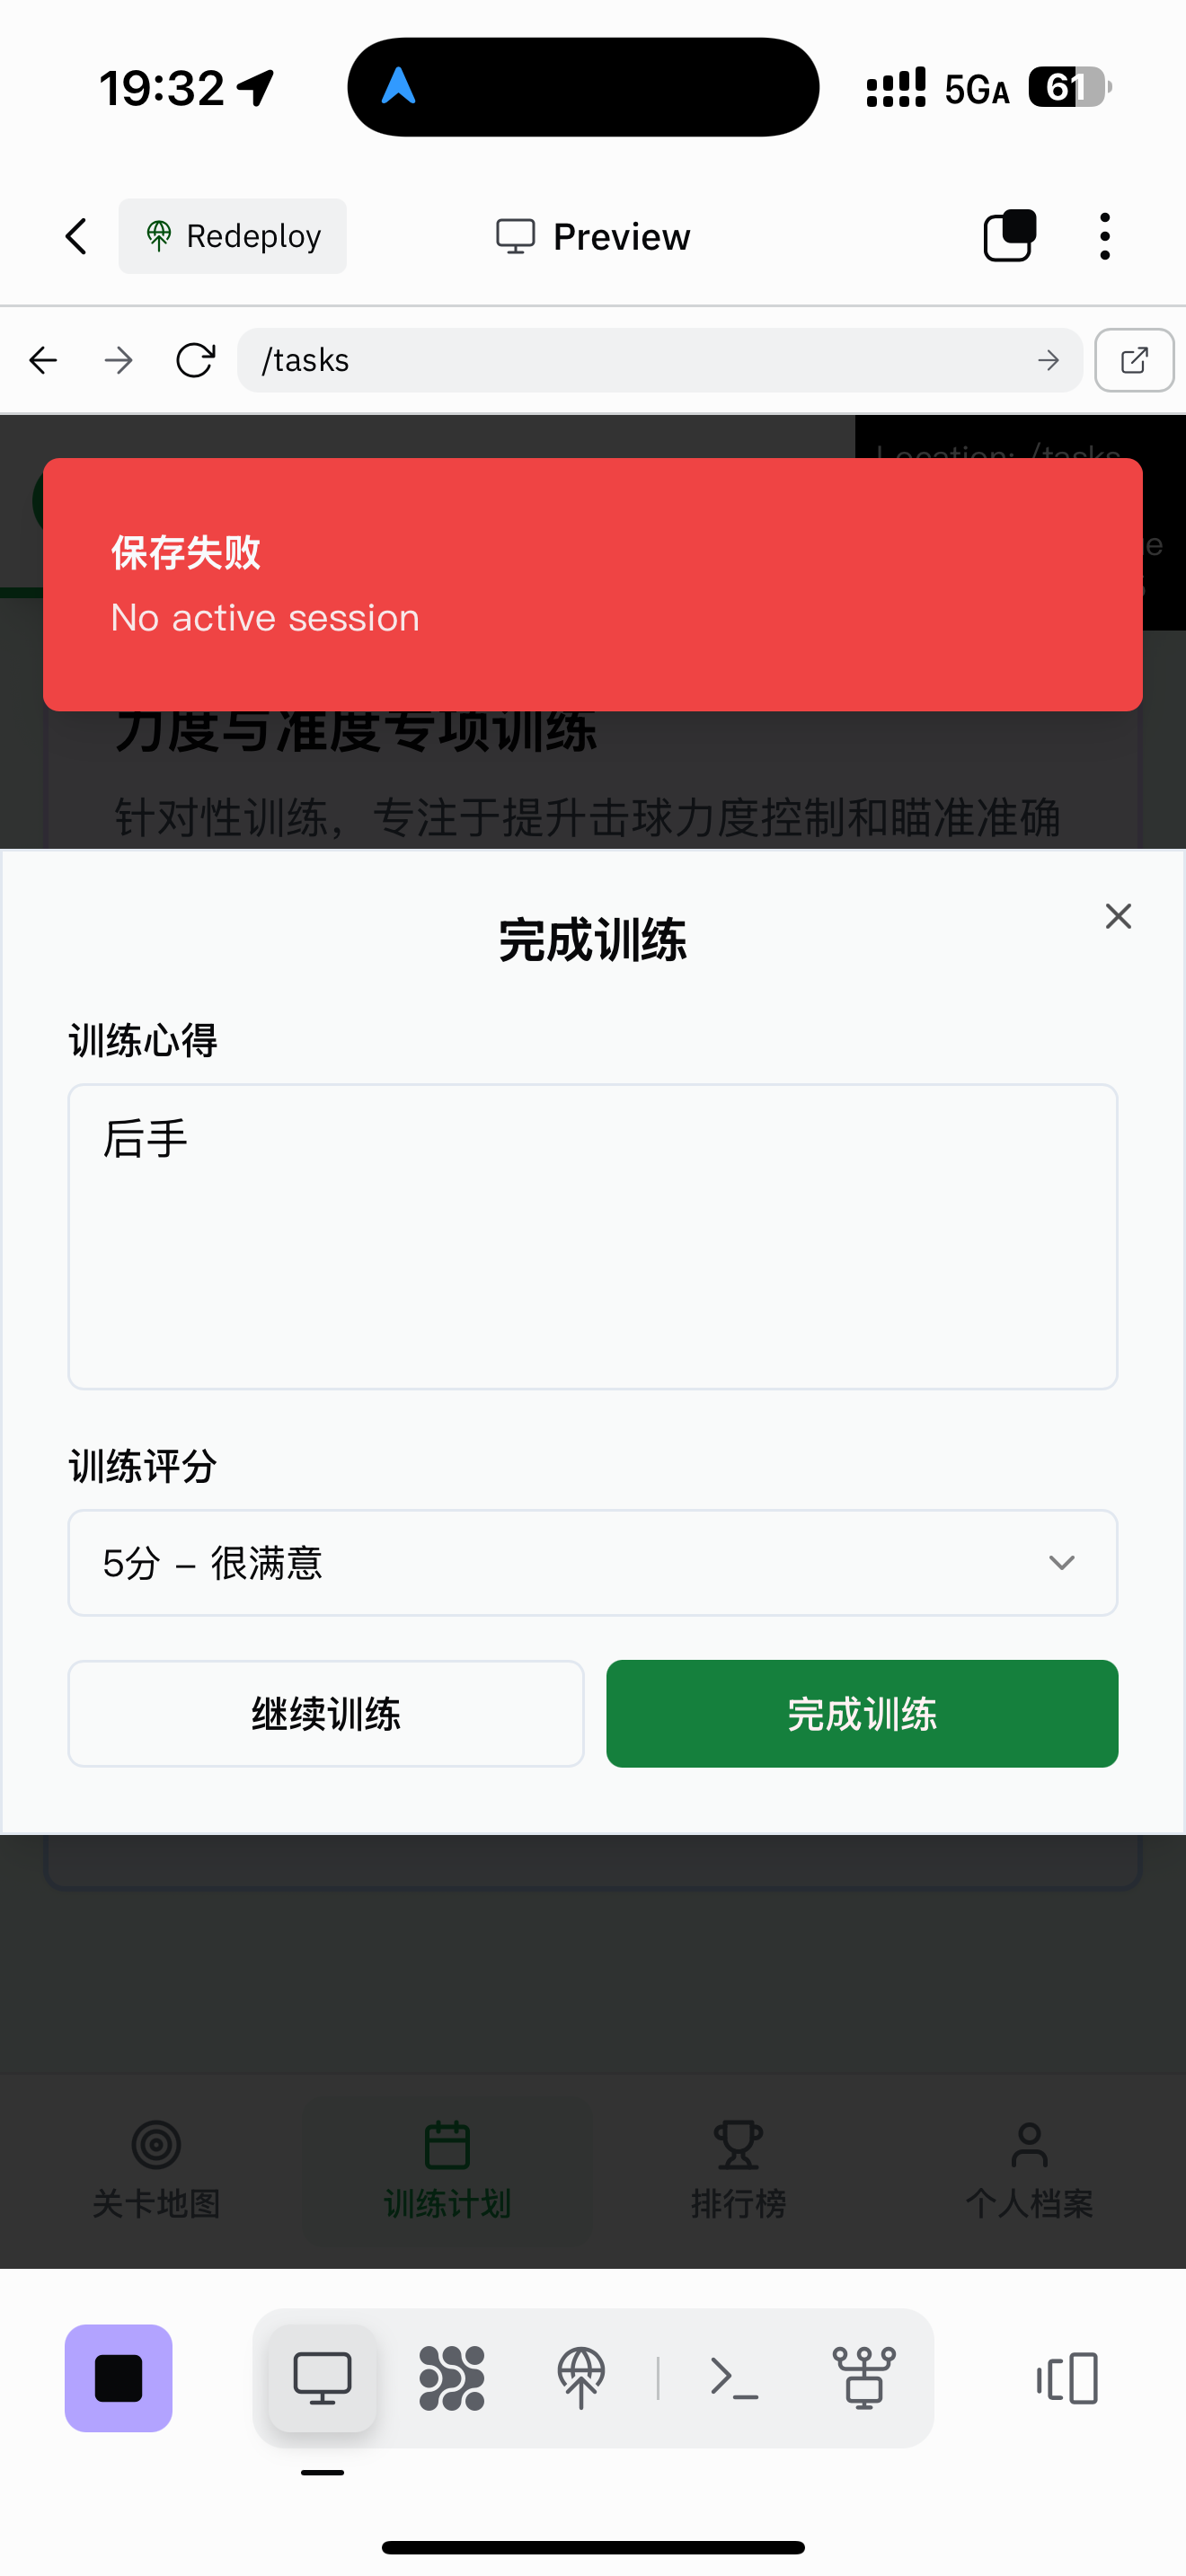 19:32
5GA
61
Redeploy
Preview
/tasks
Location: /tasks
保存失败
No active session
力度与准度专项训练
针对性训练，专注于提升击球力度控制和瞄准准确
完成训练
训练心得
后手
训练评分
5分 – 很满意
继续训练
完成训练
关卡地图
训练计划
排行榜
个人档案